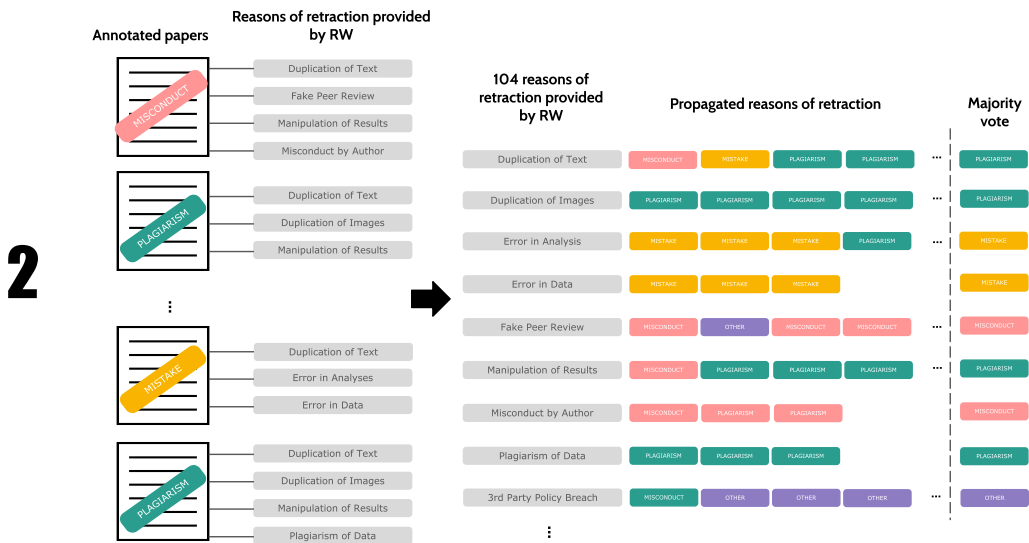 Annotated papers
Reasons of retraction provided
by RW
MISCONDUCT
Duplication of Text
Fake Peer Review
Manipulation of Results
Misconduct by Author
PLAGIARISM
Duplication of Text
Duplication of Images
Manipulation of Results
...
MISTAKE
Duplication of Text
Error in Analyses
Error in Data
PLAGIARISM
Duplication of Text
Duplication of Images
Manipulation of Results
Plagiarism of Data
2
104 reasons of
retraction provided
by RW
Propagated reasons of retraction
Majority
vote
Duplication of Text MISCONDUCT MISTAKE PLAGIARISM PLAGIARISM ... PLAGIARISM
Duplication of Images PLAGIARISM PLAGIARISM PLAGIARISM PLAGIARISM ... PLAGIARISM
Error in Analysis MISTAKE MISTAKE MISTAKE PLAGIARISM ... MISTAKE
Error in Data MISTAKE MISTAKE MISTAKE MISTAKE
Fake Peer Review MISCONDUCT OTHER MISCONDUCT MISCONDUCT ... MISCONDUCT
Manipulation of Results MISCONDUCT PLAGIARISM PLAGIARISM PLAGIARISM ... PLAGIARISM
Misconduct by Author MISCONDUCT PLAGIARISM PLAGIARISM MISCONDUCT
Plagiarism of Data PLAGIARISM PLAGIARISM PLAGIARISM PLAGIARISM
3rd Party Policy Breach MISCONDUCT OTHER OTHER OTHER ... OTHER
...